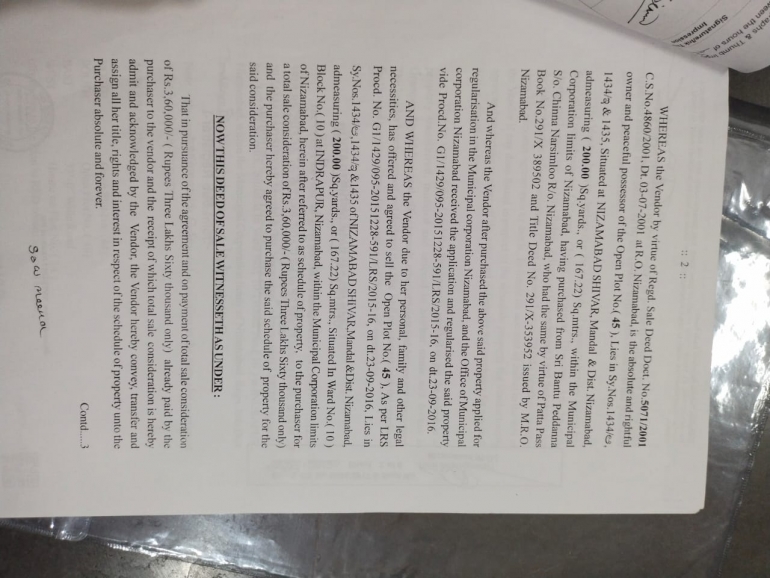 :: 2 ::
WHEREAS the Vendor by virtue of Regd. Sale Deed Doct. No.5071/2001
C.S.No.4860/2001, Dt. 03-07-2001 at R.O. Nizamabad, is the absolute and rightful
owner and peaceful possessor of the Open Plot No.( 45 ), Lies in Sy.Nos.1434/
1434/ & 1435, Situated at NIZAMABAD SHIVAR, Mandal & Dist. Nizamabad,
admeasuring ( 200.00 )Sq.yards., or ( 167.22) Sq.mtrs., within the Municipal
Corporation limits of Nizamabad, having purchased from Sri Bantu Peddanna
S/o. Chinna Narsimloo R/o. Nizamabad, who had the same by virtue of Patta Pass
Book No.291/X 389502 and Title Deed No. 291/X-353952 issued by M.R.O.
Nizamabad.
And whereas the Vendor after purchased the above said property applied for
regularisation in the Municipal corporation Nizamabad, and the Office of Municipal
corporation Nizamabad received the application and regularised the said property
vide Proed.No. G1/1429/095-20151228-591/LRS/2015-16, on dt.23-09-2016.
AND WHEREAS the Vendor due to her personal, family and other legal
necessities, has offered and agreed to sell the Open Plot No.( 45 ), As per LRS
Proed. No. G1/1429/095-20151228-591/LRS/2015-16, on dt.23-09-2016, Lies in
Sy.Nos.1434/ ,1434/ & 1435 of NIZAMABAD SHIVAR, Mandal & Dist. Nizamabad,
admeasuring ( 200.00 )Sq.yards., or ( 167.22) Sq.mtrs., Situated In Ward No.( 10 )
Block No.( 10 ) at INDRAPUR, Nizamabad, within the Municipal Corporation limits
of Nizamabad, herein after referred to as schedule of property, to the purchaser for
a total sale consideration of Rs.3,60,000/- ( Rupees Three Lakhs Sixty thousand only)
and the purchaser hereby agreed to purchase the said schedule of property for the
said consideration.
NOW THIS DEED OF SALE WITNESSETH AS UNDER :
That in pursuance of the agreement and on payment of total sale consideration
of Rs.3,60,000/- ( Rupees Three Lakhs Sixty thousand only) already paid by the
purchaser to the vendor and the receipt of which total sale consideration is hereby
admit and acknowledged by the Vendor, the Vendor hereby convey, transfer and
assign all her title, rights and interest in respect of the schedule of property unto the
Purchaser absolute and forever.
Contd.....3